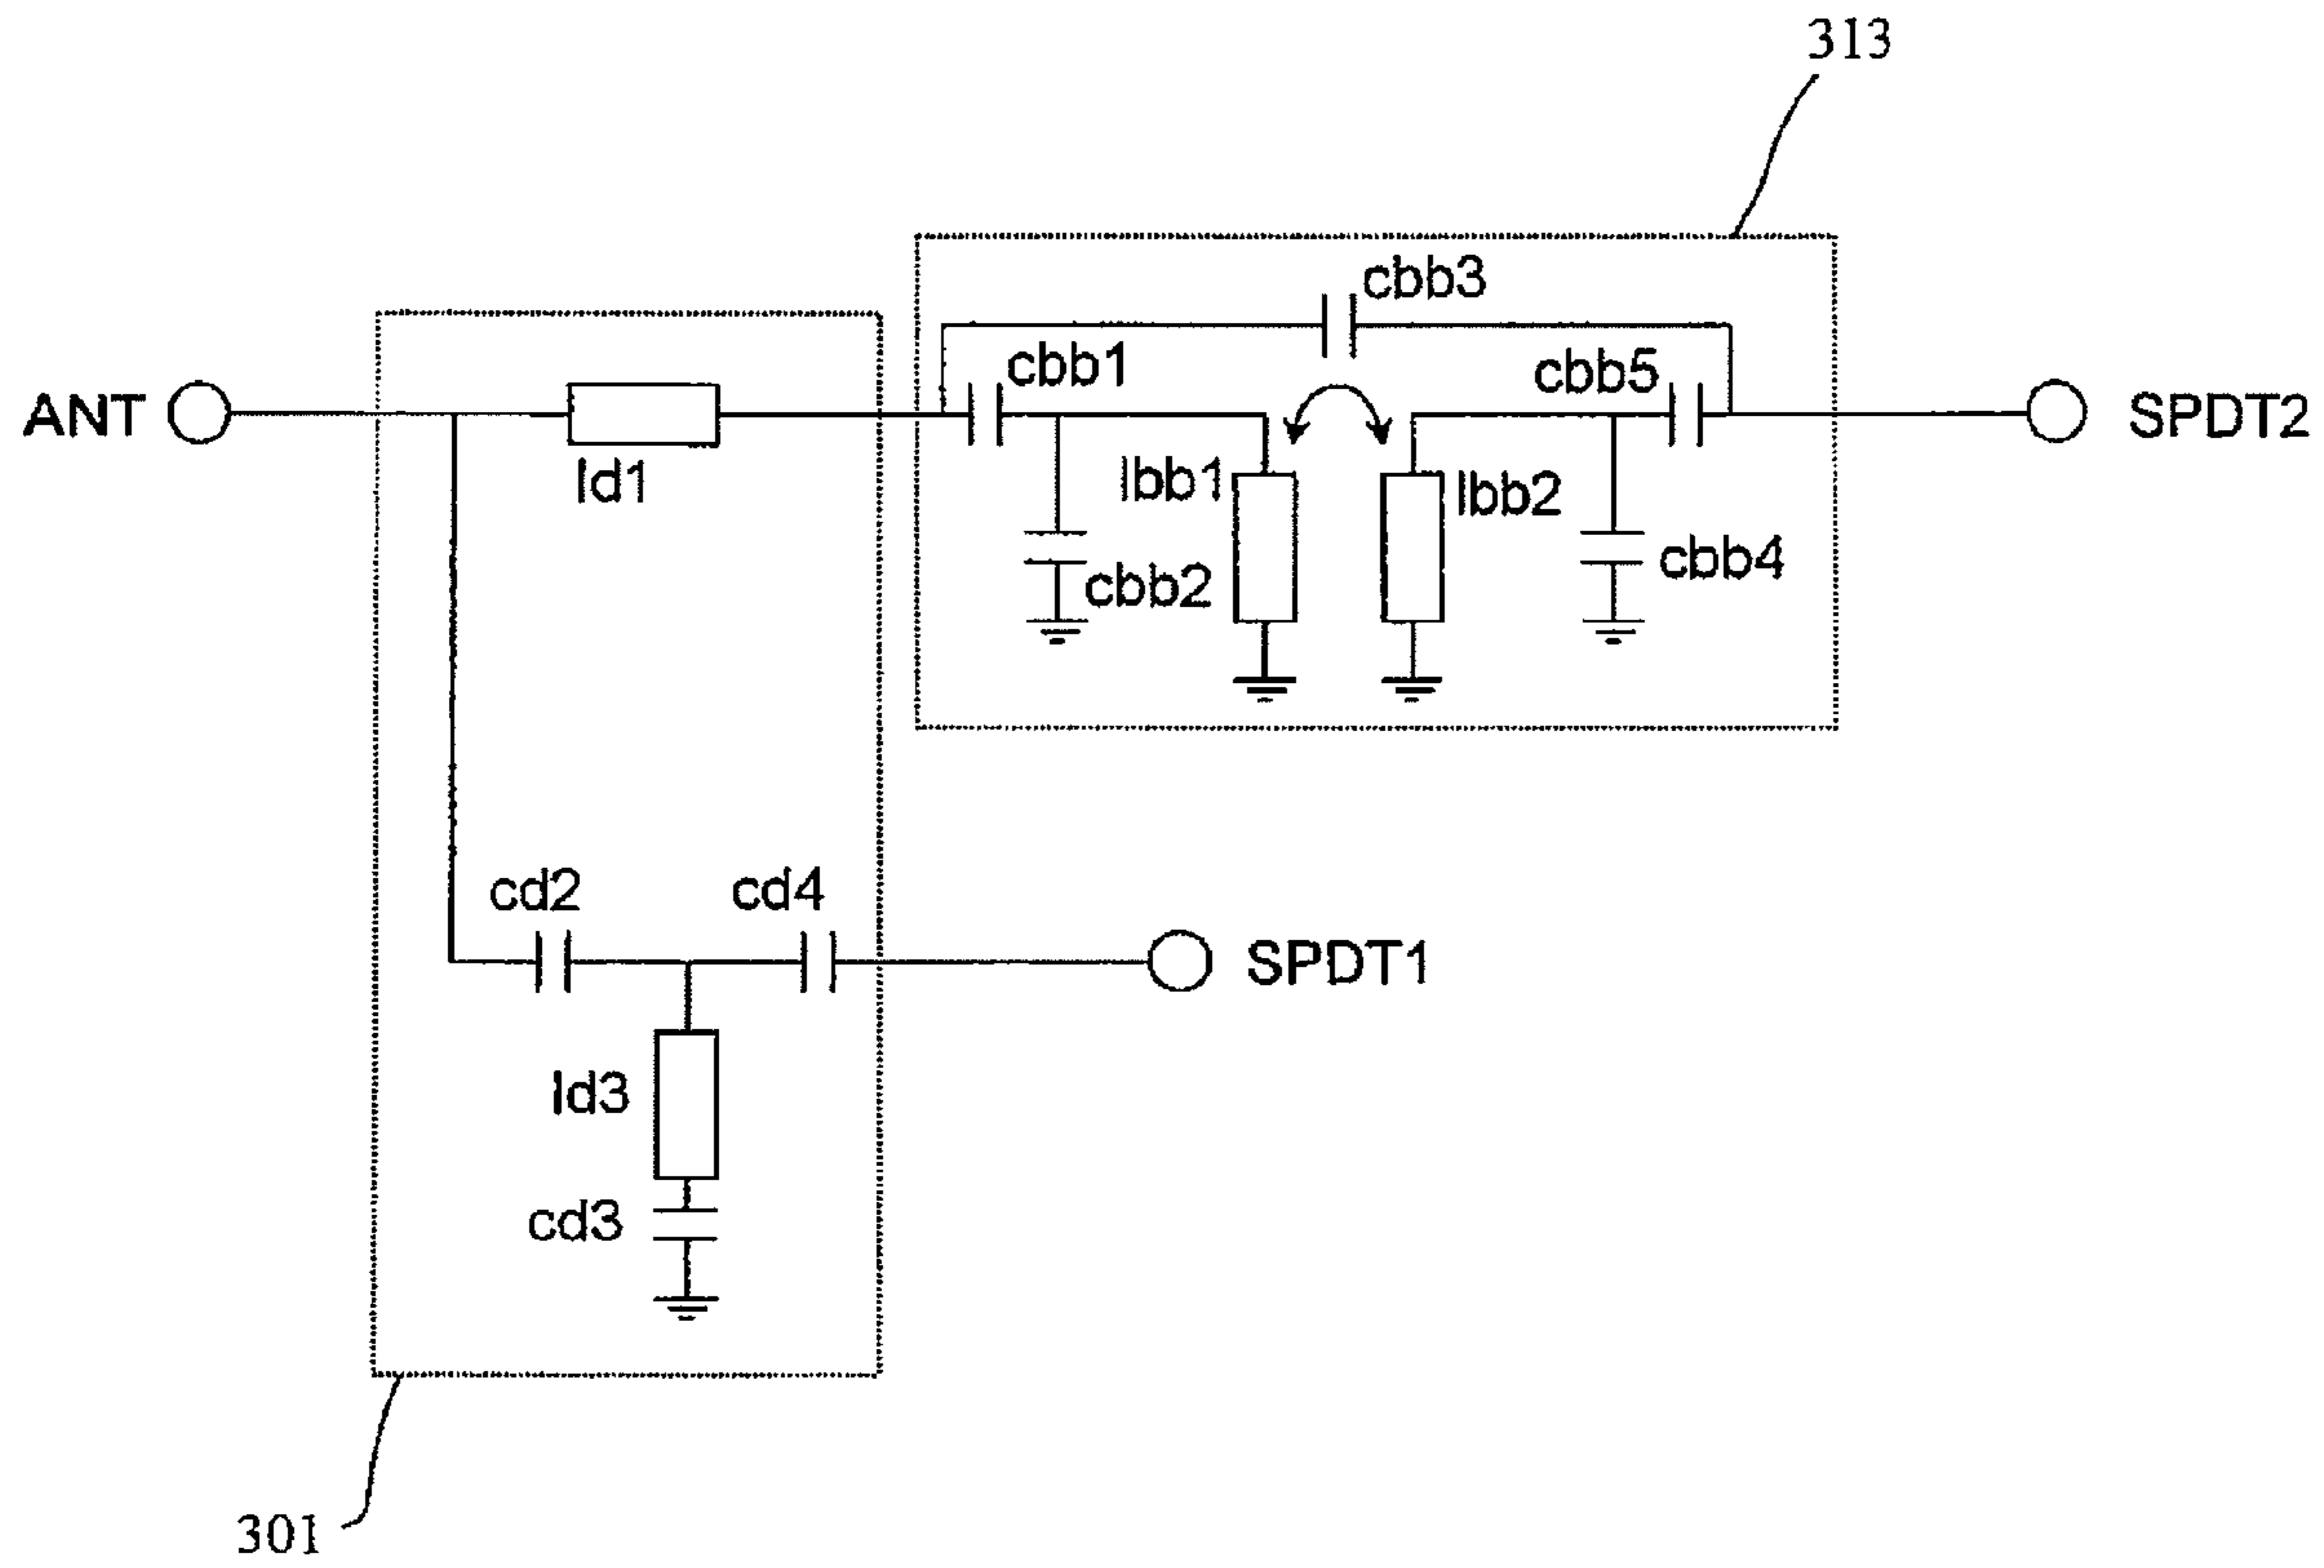 313
cbb3
cbb1
cbb5
ANT
SPDT2
ld1
lbb1
lbb2
cbb2
cbb4
cd2
cd4
SPDT1
ld3
cd3
301